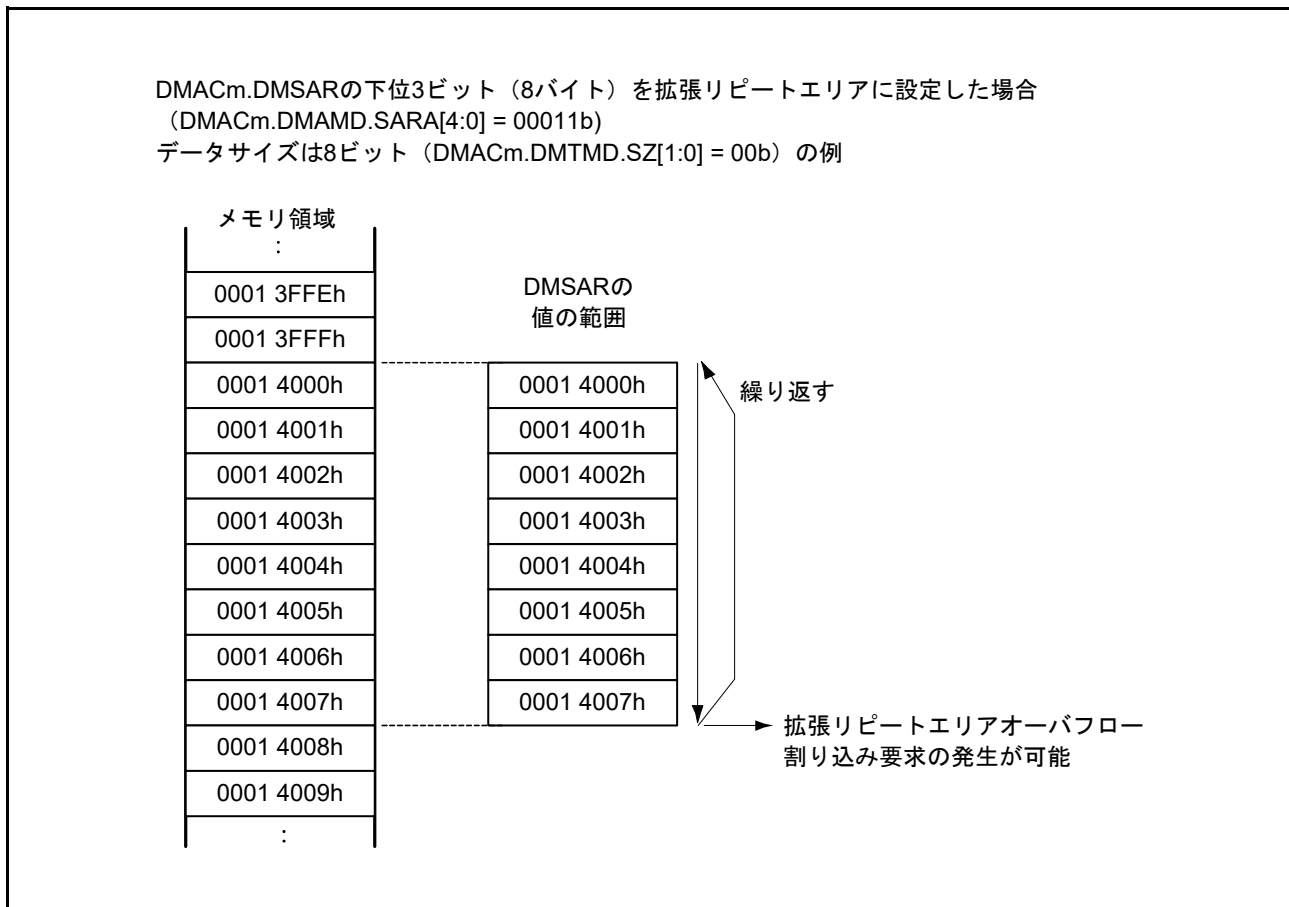 DMACm.DMSARの下位3ビット（8バイト）を拡張リピートエリアに設定した場合
（DMACm.DMAMD.SARA[4:0] = 00011b)
データサイズは8ビット（DMACm.DMTMD.SZ[1:0] = 00b）の例
メモリ領域
:
0001 3FFEh
0001 3FFFh
0001 4000h
0001 4001h
0001 4002h
0001 4003h
0001 4004h
0001 4005h
0001 4006h
0001 4007h
0001 4008h
0001 4009h
:
DMSARの
値の範囲
0001 4000h
0001 4001h
0001 4002h
0001 4003h
0001 4004h
0001 4005h
0001 4006h
0001 4007h
繰り返す
拡張リピートエリアオーバフロー
割り込み要求の発生が可能